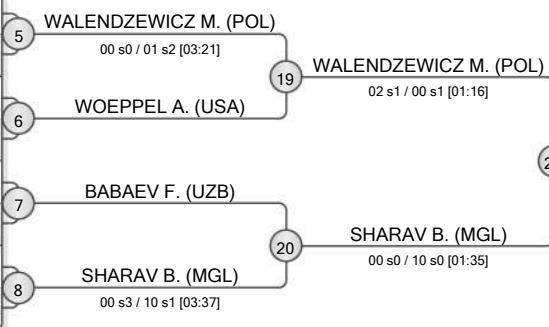 WALENDZEWICZ M. (POL)
5
00 s0 / 01 s2 [03:21]
19
WALENDZEWICZ M. (POL)
02 s1 / 00 s1 [01:16]
WOEPPEL A. (USA)
6
BABAEV F. (UZB)
7
20
SHARAV B. (MGL)
00 s0 / 10 s0 [01:35]
SHARAV B. (MGL)
8
00 s3 / 10 s1 [03:37]